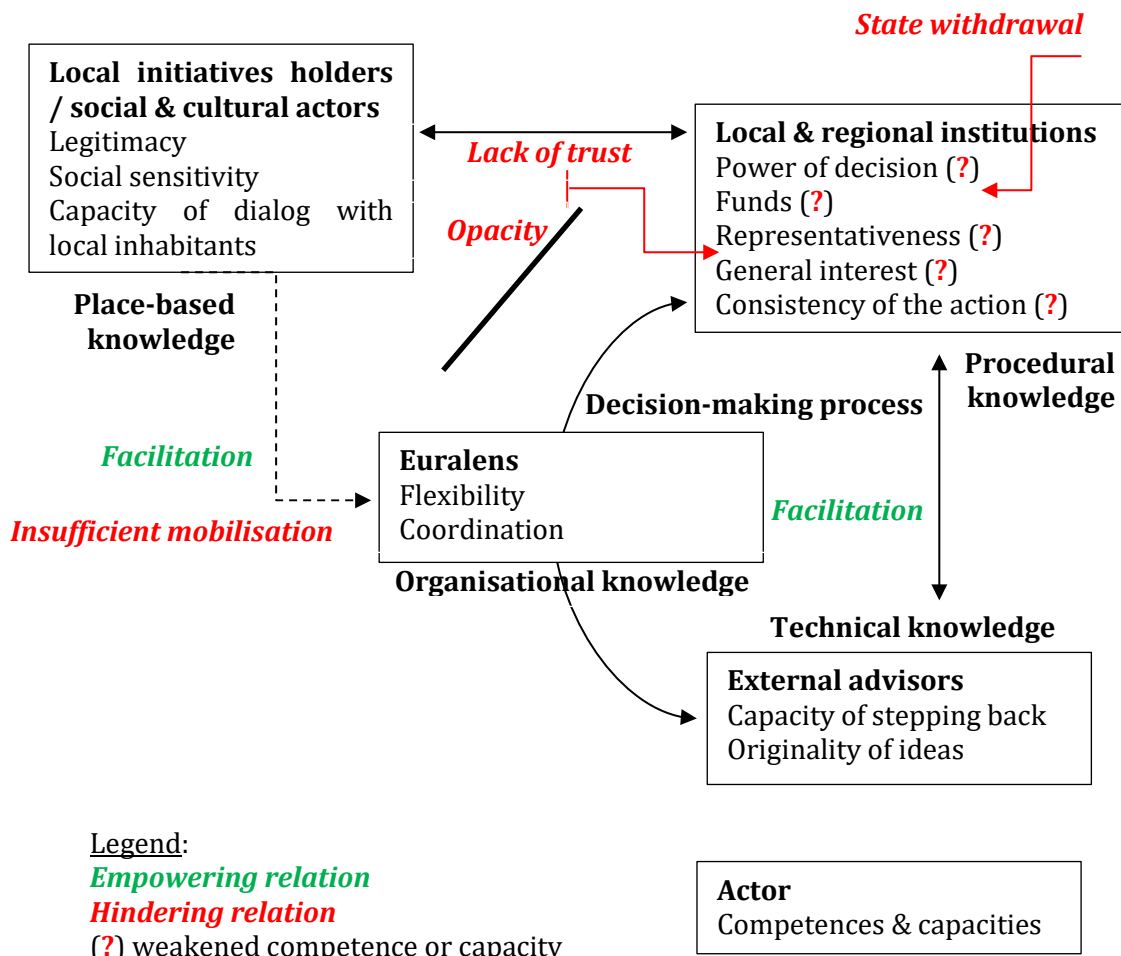 State withdrawal
Local initiatives holders
/ social & cultural actors
Legitimacy
Social sensitivity
Capacity of dialog with
local inhabitants
Local & regional institutions
Power of decision (?)
Funds (?)
Representativeness (?)
General interest (?)
Consistency of the action (?)
Lack of trust
Opacity
Place-based
knowledge
Procedural
knowledge
Decision-making process
Facilitation
Insufficient mobilisation
Euralens
Flexibility
Coordination
Facilitation
Organisational knowledge
Technical knowledge
External advisors
Capacity of stepping back
Originality of ideas
Legend:
Empowering relation
Hindering relation
(?) weakened competence or capacity
Actor
Competences & capacities